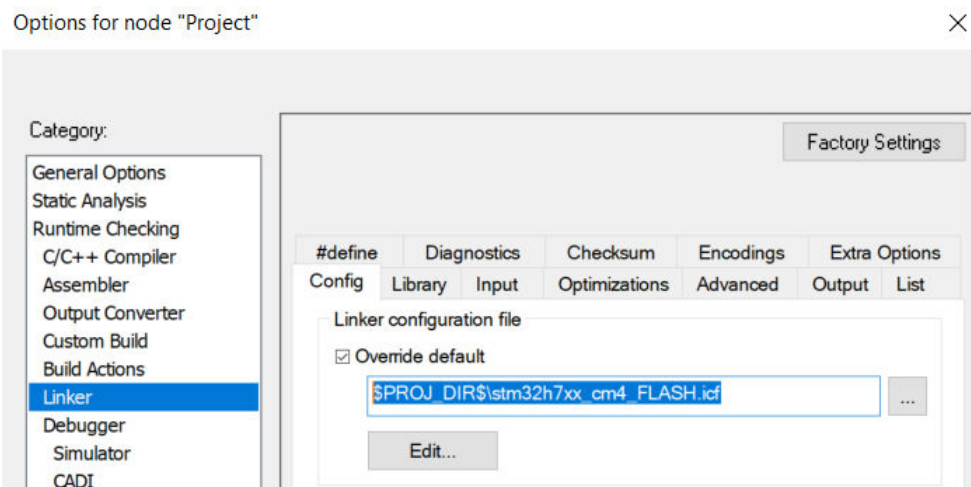 Options for node "Project"
Category:
Factory Settings
General Options
Static Analysis
Runtime Checking
C/C++ Compiler
Assembler
Output Converter
Custom Build
Build Actions
Linker
Debugger
Simulator
CADI
#define Diagnostics Checksum Encodings Extra Options
Config Library Input Optimizations Advanced Output List
Linker configuration file
Override default
$PROJ_DIR$\stm32h7xx_cm4_FLASH.icf
...
Edit...